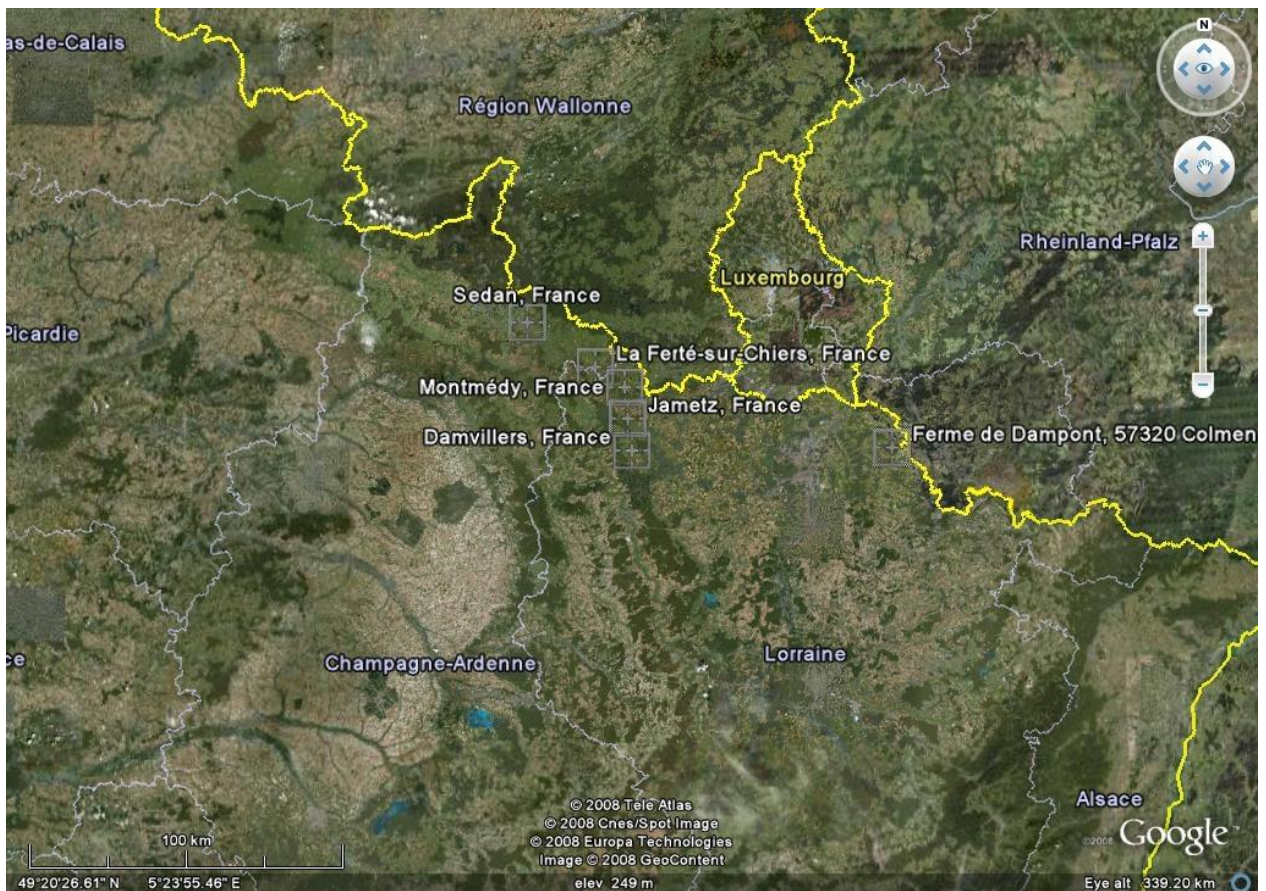 as-de-Calais
N
Région Wallonne
Rheinland-Pfalz
Luxembourg
Sedan, France
Picardie
La Ferté-sur-Chiers, France
Montmédy, France
Jametz, France
Damvillers, France
Ferme de Dampont, 57320 Colmen
ce
Champagne-Ardenne
Lorraine
Alsace
© 2008 Tele Atlas
© 2008 Cnes/Spot Image
© 2008 Europa Technologies
Image © 2008 GeoContent
©2008 Google™
100 km
49°20'26.61" N 5°23'55.46" E
elev 249 m
Eye alt 339.20 km